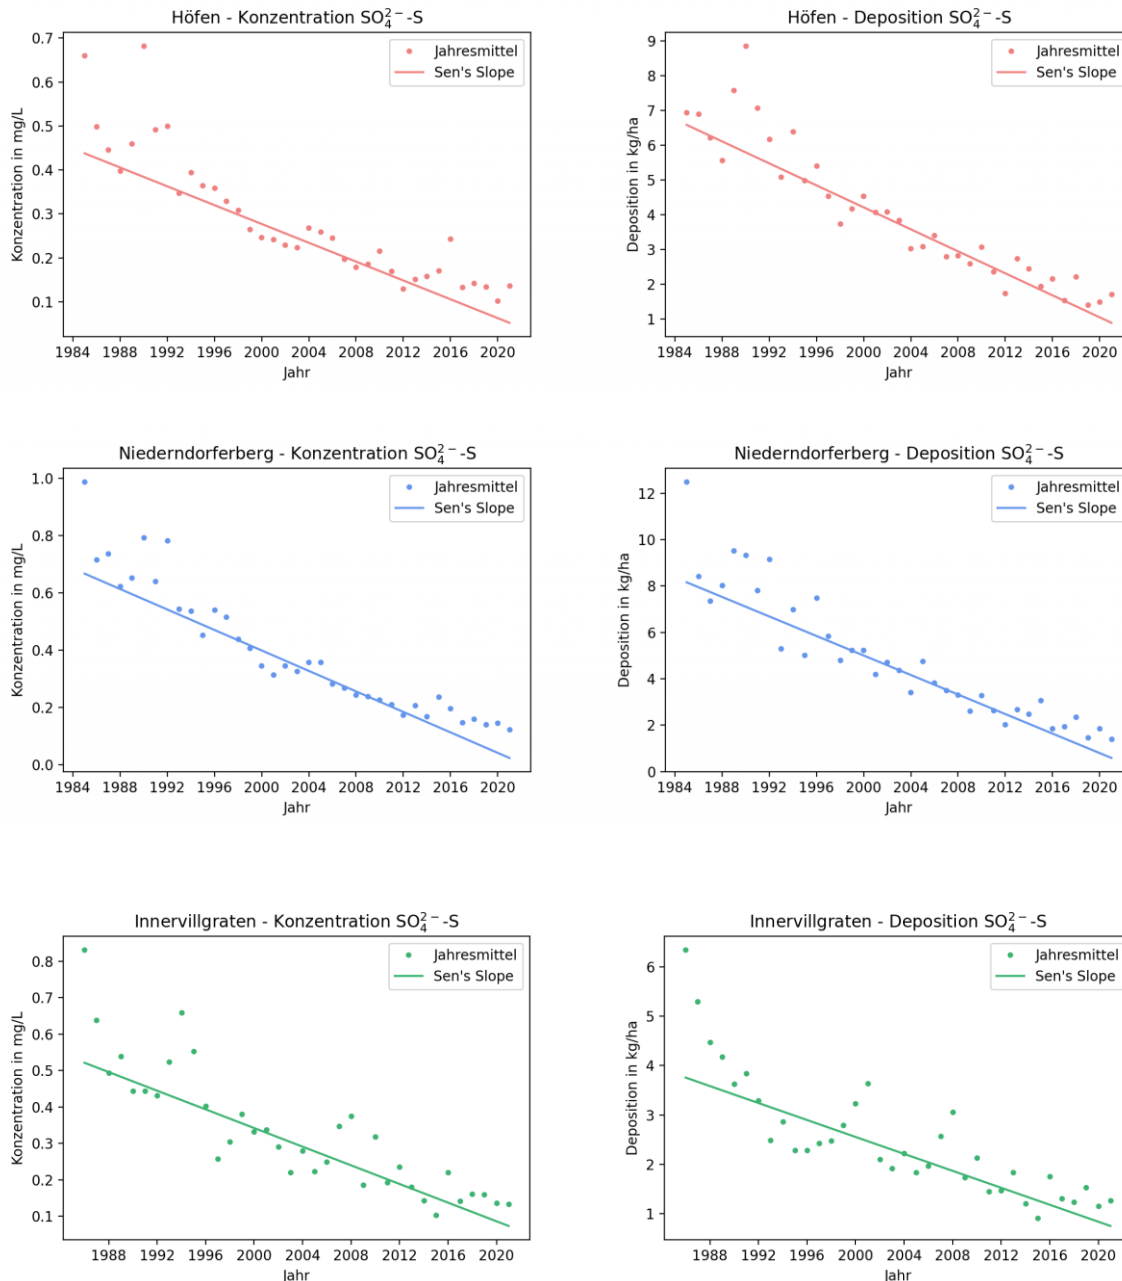 Höfen - Konzentration SO₄²⁻-S
0.7
0.6
0.5
0.4
0.3
0.2
0.1
Konzentration in mg/L
Jahresmittel
Sen's Slope
1984 1988 1992 1996 2000 2004 2008 2012 2016 2020
Jahr
Höfen - Deposition SO₄²⁻-S
9
8
7
6
5
4
3
2
1
Deposition in kg/ha
Jahresmittel
Sen's Slope
1984 1988 1992 1996 2000 2004 2008 2012 2016 2020
Jahr
Niederndorferberg - Konzentration SO₄²⁻-S
1.0
0.8
0.6
0.4
0.2
0.0
Konzentration in mg/L
Jahresmittel
Sen's Slope
1984 1988 1992 1996 2000 2004 2008 2012 2016 2020
Jahr
Niederndorferberg - Deposition SO₄²⁻-S
12
10
8
6
4
2
0
Deposition in kg/ha
Jahresmittel
Sen's Slope
1984 1988 1992 1996 2000 2004 2008 2012 2016 2020
Jahr
Innervillgraten - Konzentration SO₄²⁻-S
0.8
0.7
0.6
0.5
0.4
0.3
0.2
0.1
Konzentration in mg/L
Jahresmittel
Sen's Slope
1988 1992 1996 2000 2004 2008 2012 2016 2020
Jahr
Innervillgraten - Deposition SO₄²⁻-S
6
5
4
3
2
1
Deposition in kg/ha
Jahresmittel
Sen's Slope
1988 1992 1996 2000 2004 2008 2012 2016 2020
Jahr